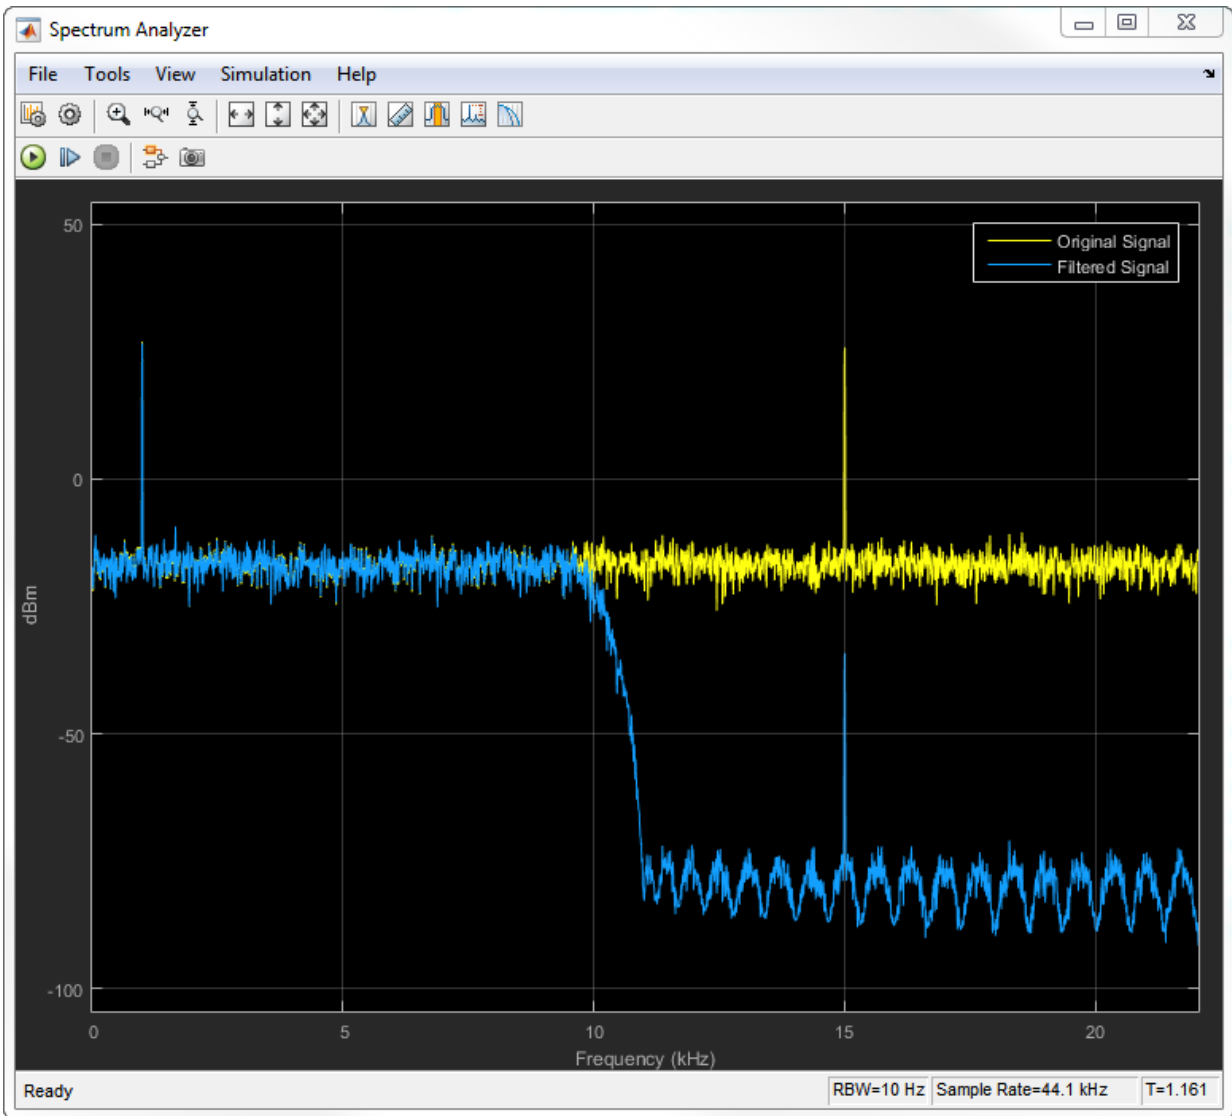 Spectrum Analyzer
File Tools View Simulation Help
50
Original Signal
Filtered Signal
0
dBm
-50
-100
0 5 10 15 20
Frequency (kHz)
Ready RBW=10 Hz Sample Rate=44.1 kHz T=1.161